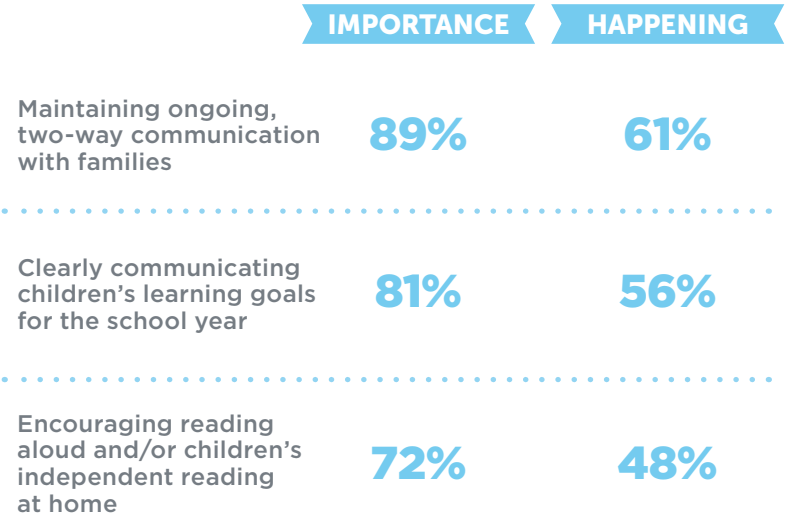 IMPORTANCE HAPPENING
Maintaining ongoing,
two-way communication
with families
89% 61%
Clearly communicating
children’s learning goals
for the school year
81% 56%
Encouraging reading
aloud and/or children’s
independent reading
at home
72% 48%